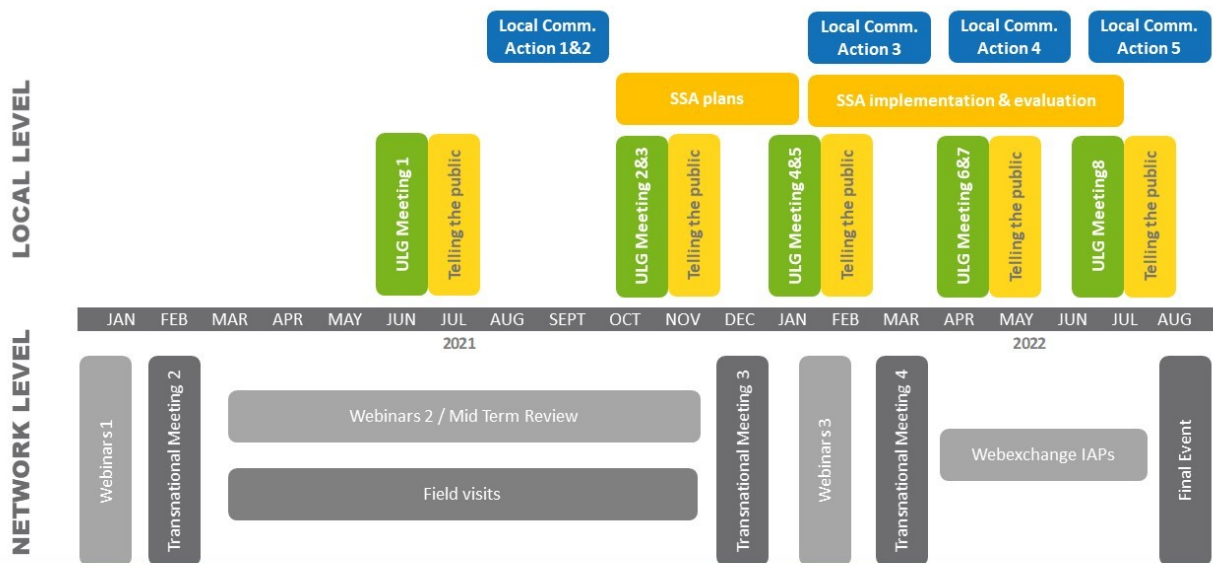 Local Comm.
Action 1&2
Local Comm.
Action 3
Local Comm.
Action 4
Local Comm.
Action 5
SSA plans
SSA implementation & evaluation
LOCAL LEVEL
ULG Meeting 1
Telling the public
ULG Meeting 2&3
Telling the public
ULG Meeting 4&5
Telling the public
ULG Meeting 6&7
Telling the public
ULG Meeting8
Telling the public
JAN FEB MAR APR MAY JUN JUL AUG SEPT OCT NOV DEC JAN FEB MAR APR MAY JUN JUL AUG
2021 2022
NETWORK LEVEL
Webinars 1
Transnational Meeting 2
Webinars 2 / Mid Term Review
Field visits
Transnational Meeting 3
Webinars 3
Transnational Meeting 4
Webexchange IAPs
Final Event